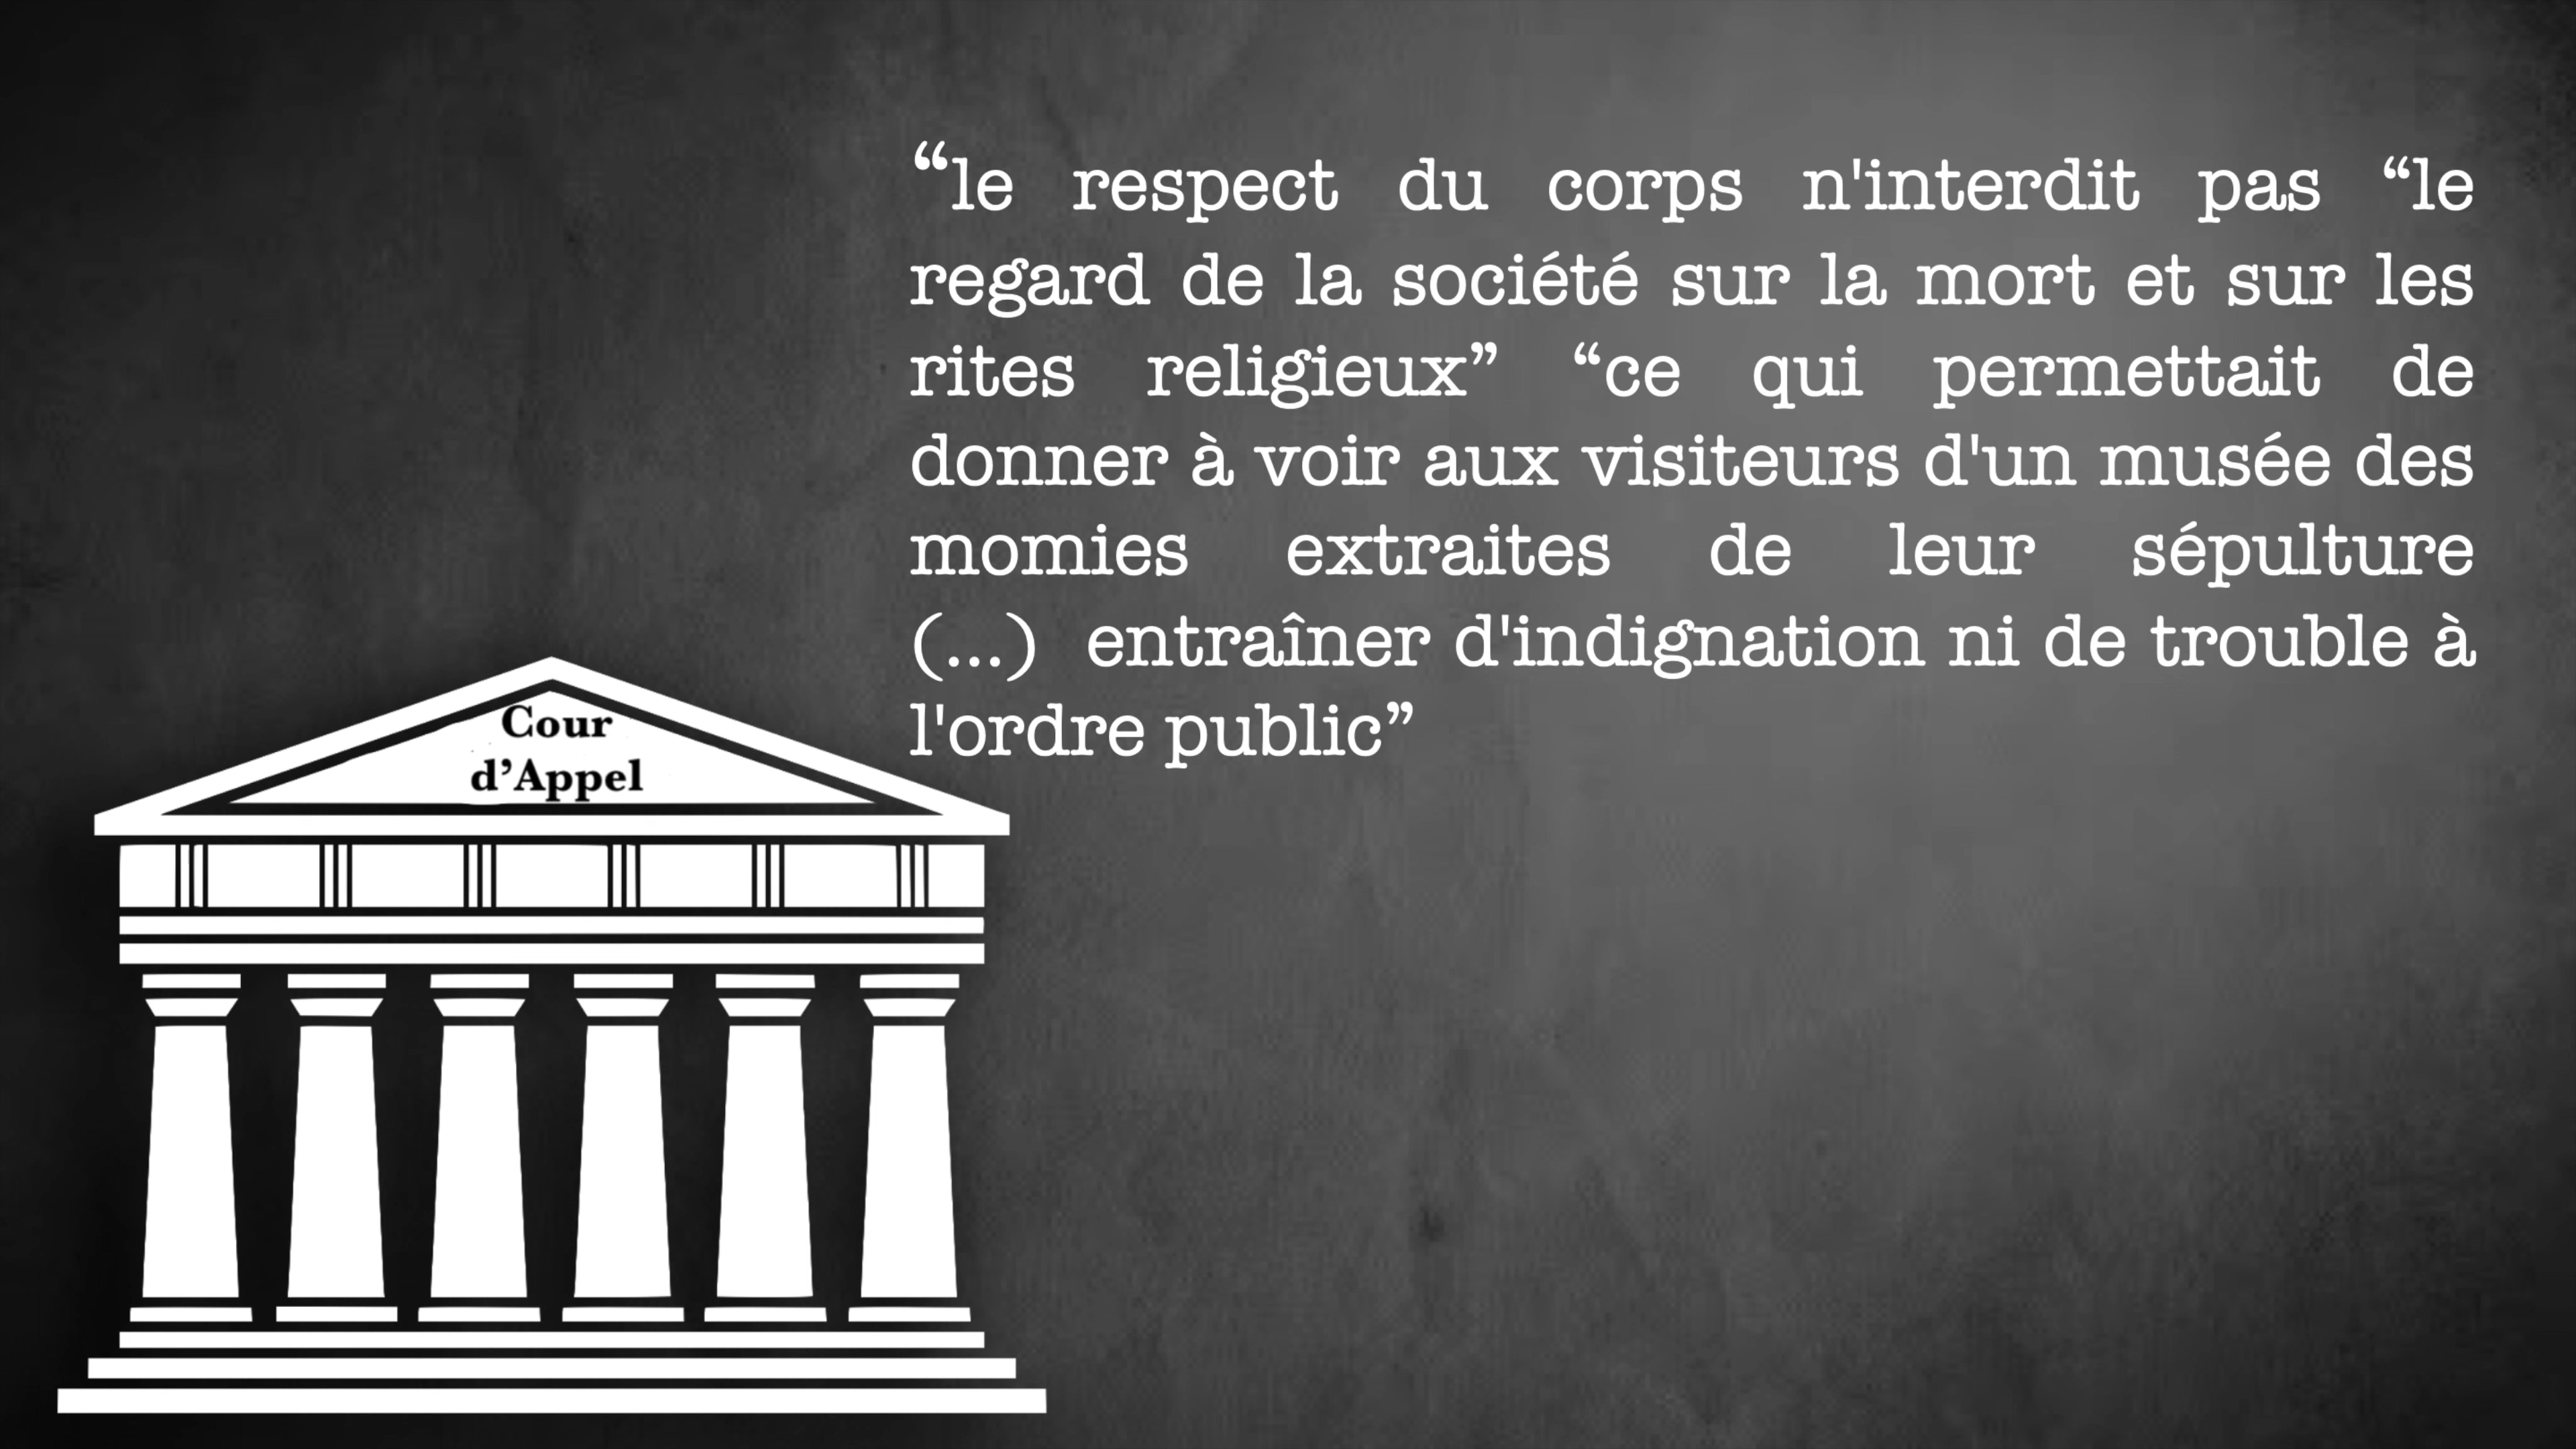 “le respect du corps n'interdit pas “le
regard de la société sur la mort et sur les
rites religieux” “ce qui permettait de
donner à voir aux visiteurs d'un musée des
momies extraites de leur sépulture
(...) entraîner d'indignation ni de trouble à
l'ordre public”
Cour
d’Appel